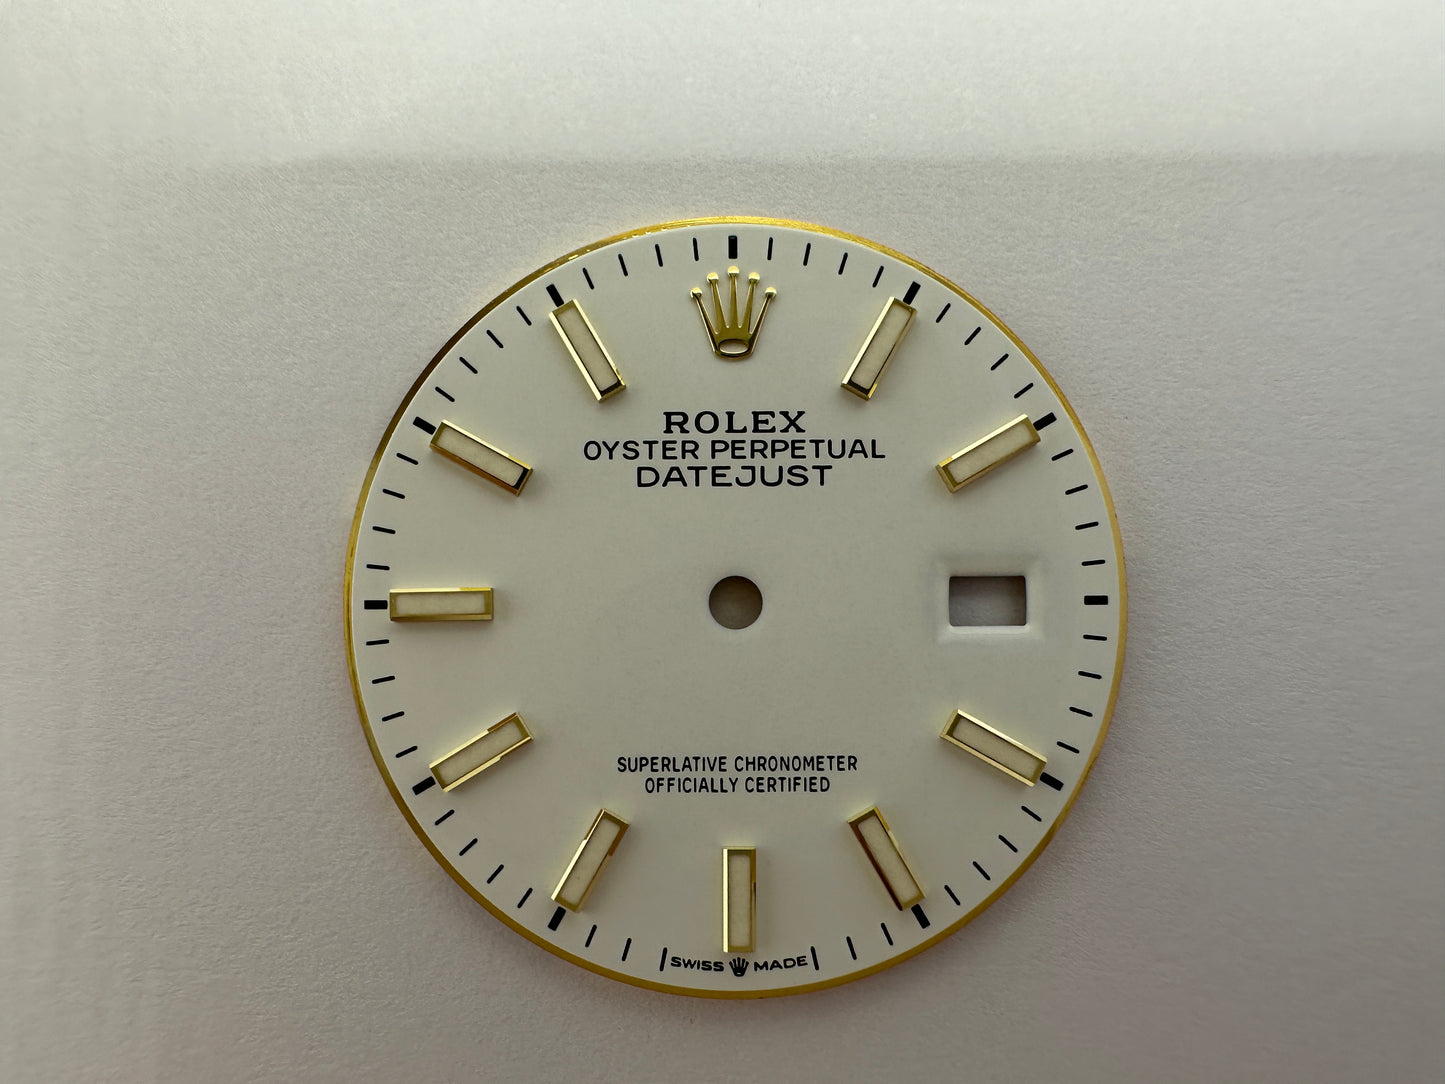 ROLEX
OYSTER PERPETUAL
DATEJUST
SUPERLATIVE CHRONOMETER
OFFICIALLY CERTIFIED
SWISS MADE